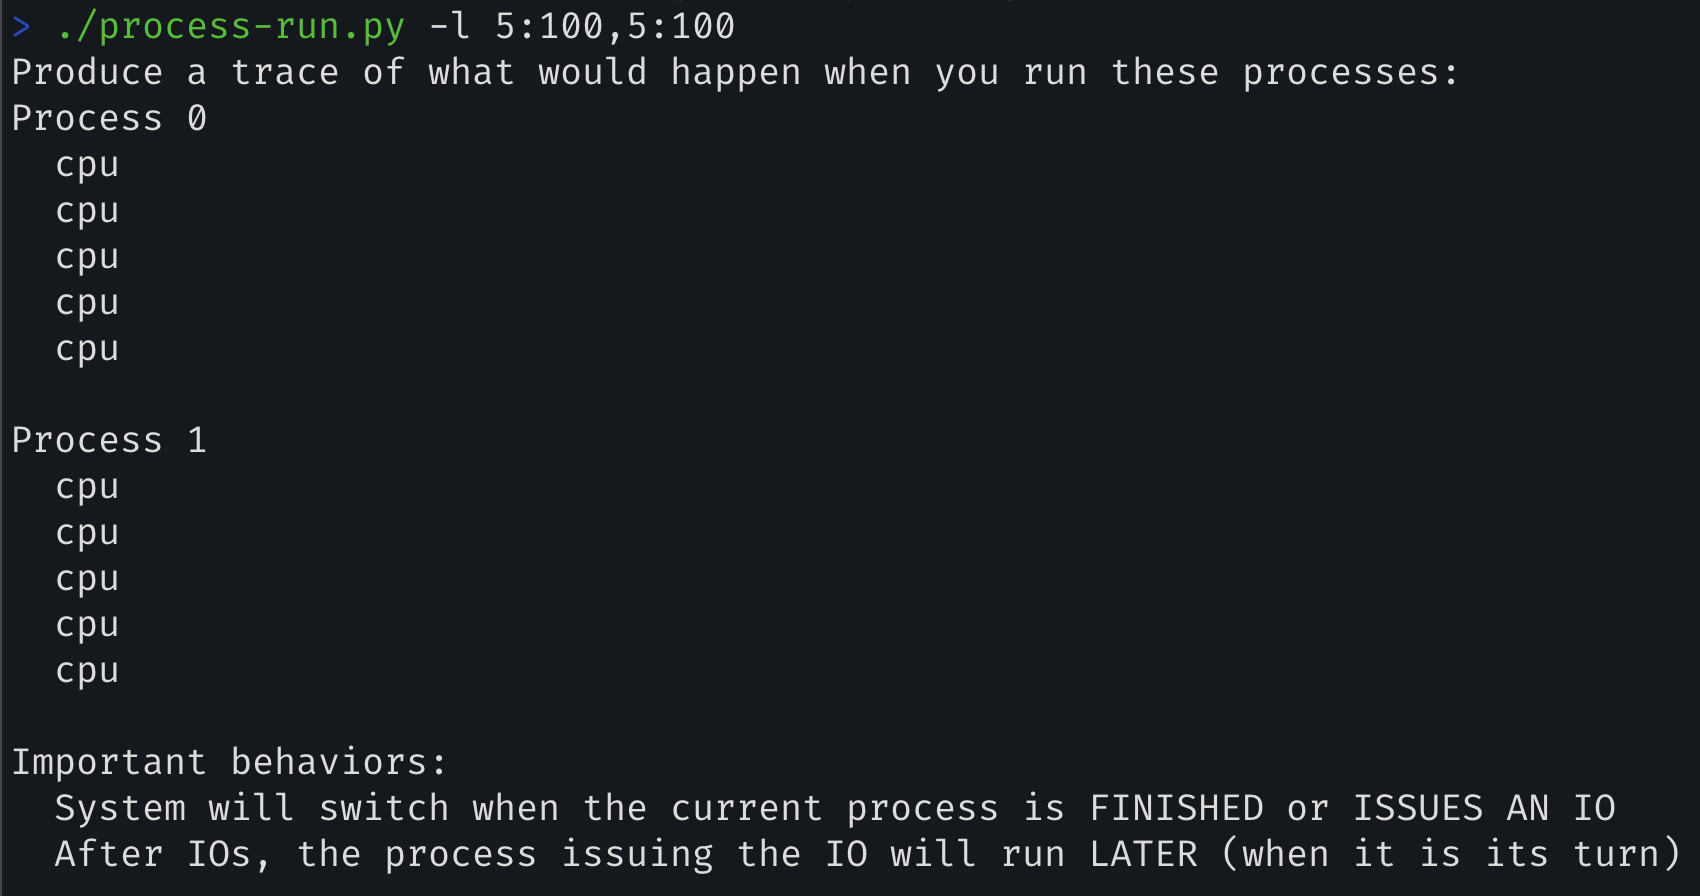 > ./process-run.py -l 5:100,5:100
Produce a trace of what would happen when you run these processes:
Process 0
  cpu
  cpu
  cpu
  cpu
  cpu

Process 1
  cpu
  cpu
  cpu
  cpu
  cpu

Important behaviors:
  System will switch when the current process is FINISHED or ISSUES AN IO
  After IOs, the process issuing the IO will run LATER (when it is its turn)